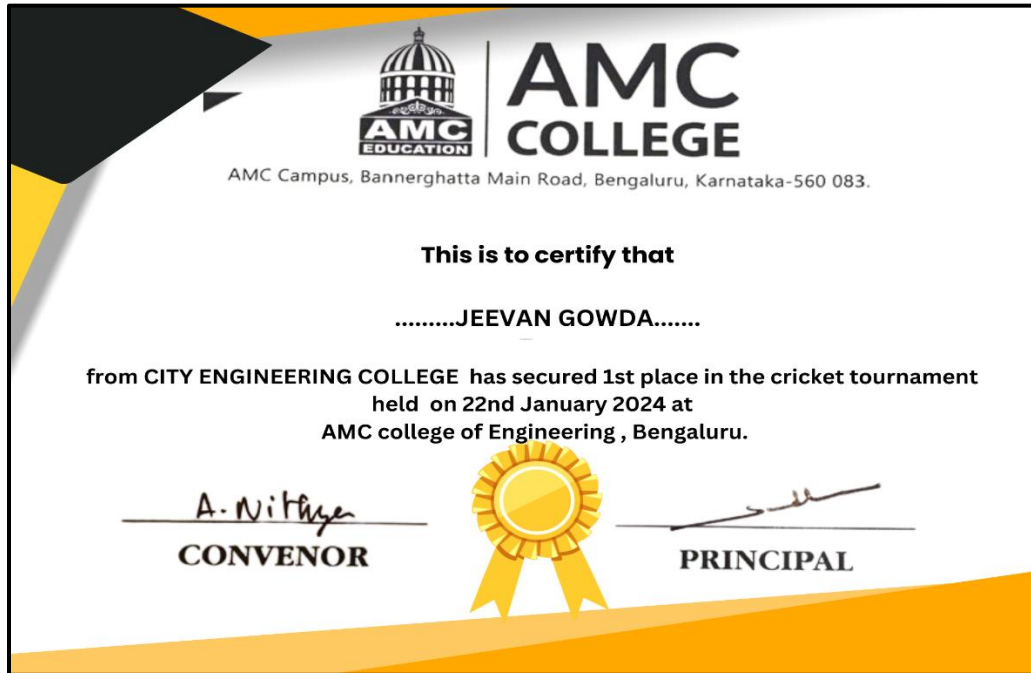 AMC
EDUCATION
AMC
COLLEGE
AMC Campus, Bannerghatta Main Road, Bengaluru, Karnataka-560 083.
This is to certify that
.........JEEVAN GOWDA.......
from CITY ENGINEERING COLLEGE has secured 1st place in the cricket tournament
held on 22nd January 2024 at
AMC college of Engineering , Bengaluru.
A. Nithya
CONVENOR
PRINCIPAL